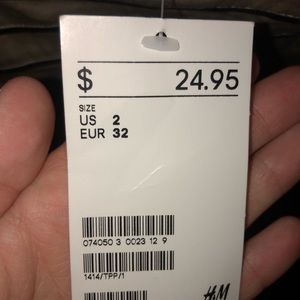 $ 24.95
SIZE
US 2
EUR 32
074050 3 0023 12 9
1414/TPP/1
H&M